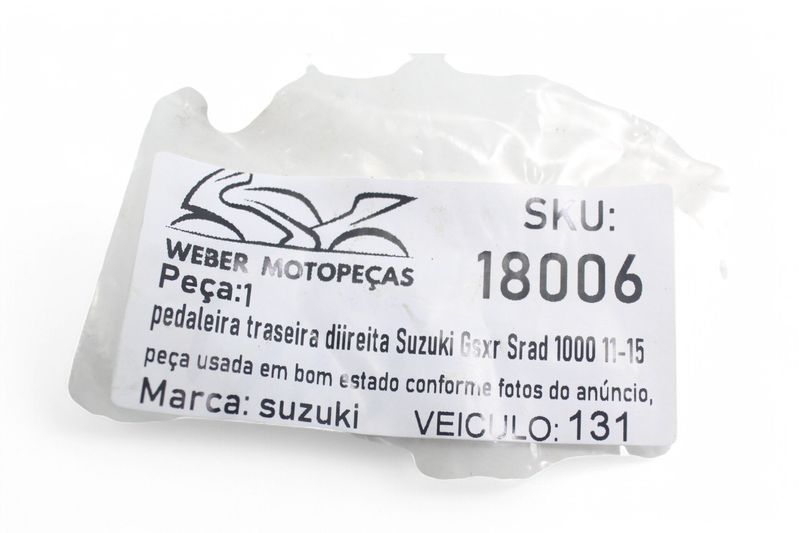 WEBER MOTOPEÇAS
SKU:
18006
Peça:1
pedaleira traseira diireita Suzuki Gsxr Srad 1000 11-15
peça usada em bom estado conforme fotos do anúncio,
Marca: suzuki
VEICULO: 131